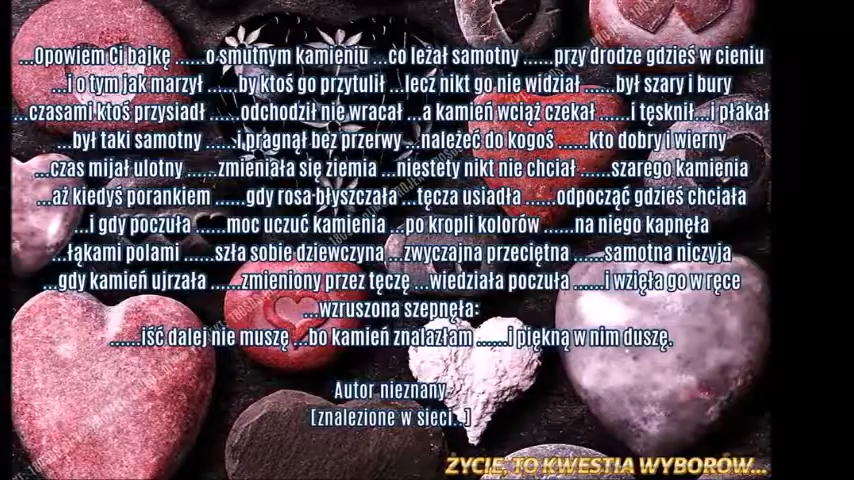 ...Opowiem Ci bajkę ......o smutnym kamieniu ...co leżał samotny ......przy drodze gdzieś w cieniu
...i o tym jak marzył ......by ktoś go przytulił ...lecz nikt go nie widział ......był szary i bury
...czasami ktoś przysiadł ......odchodził nie wracał ...a kamień wciąż czekał ......i tęsknił...i płakał
...był taki samotny ......i pragnął bez przerwy ...należeć do kogoś ......kto dobry i wierny
...czas mijał ulotny ......zmieniała się ziemia ...niestety nikt nie chciał ......szarego kamienia
...aż kiedyś porankiem ......gdy rosa błyszczała ...tęcza usiadła ......odpocząć gdzieś chciała
...i gdy poczuła ......moc uczuć kamienia ...po kropli kolorów ......na niego kapnęła
...łąkami polami ......szła sobie dziewczyna ...zwyczajna przeciętna ......samotna niczyja
...gdy kamień ujrzała ......zmieniony przez tęczę ...wiedziała poczuła ......i wzięła go w ręce
...wzruszona szepnęła:
......iść dalej nie muszę ...bo kamień znalazłam ......i piękną w nim duszę.
Autor nieznany
[znalezione w sieci..]
ŻYCIE, TO KWESTIA WYBORÓW...